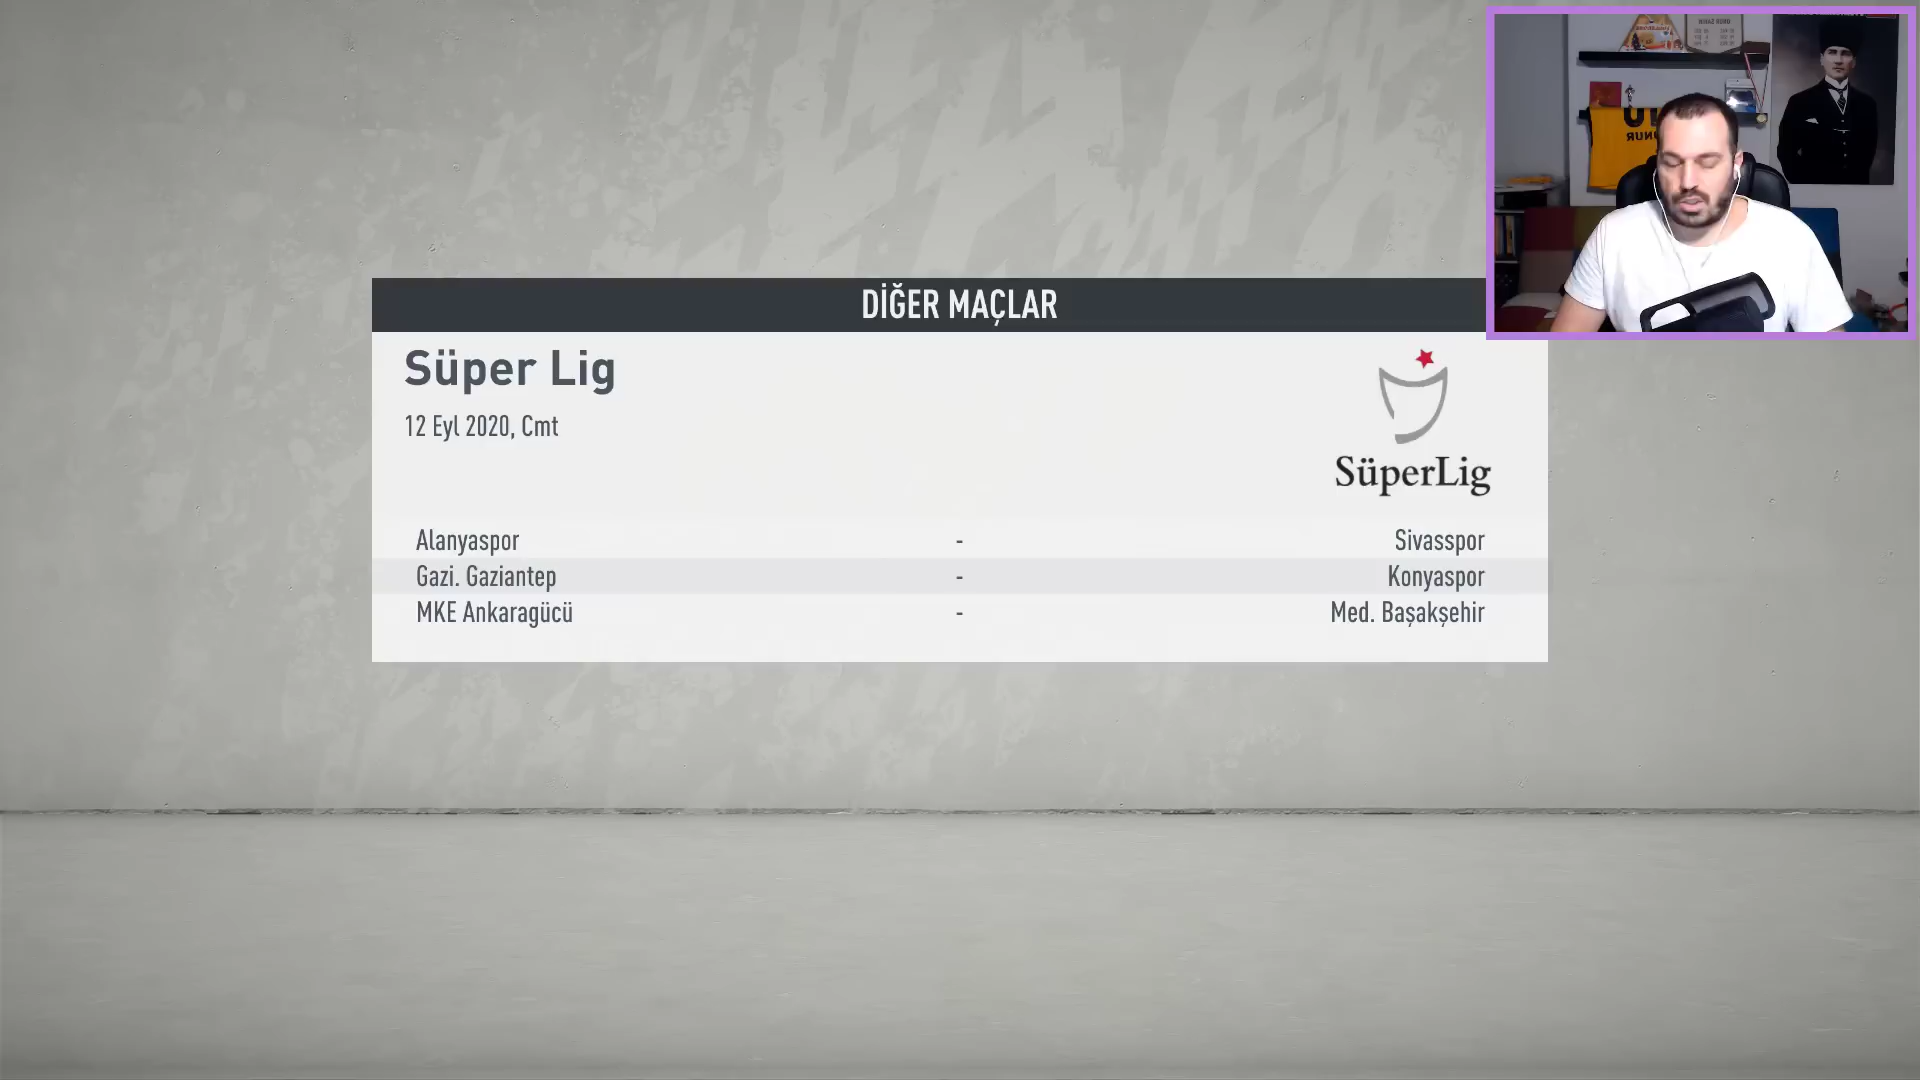 DİĞER MAÇLAR
Süper Lig
12 Eyl 2020, Cmt
SüperLig
Alanyaspor - Sivasspor
Gazi. Gaziantep - Konyaspor
MKE Ankaragücü - Med. Başakşehir